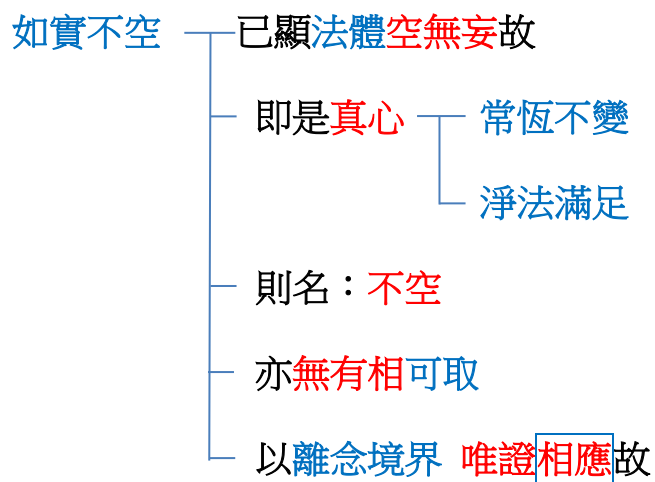 如實不空 已顯法體空無妄故
即是真心 常恆不變
淨法滿足
則名：不空
亦無有相可取
以離念境界 唯證相應故